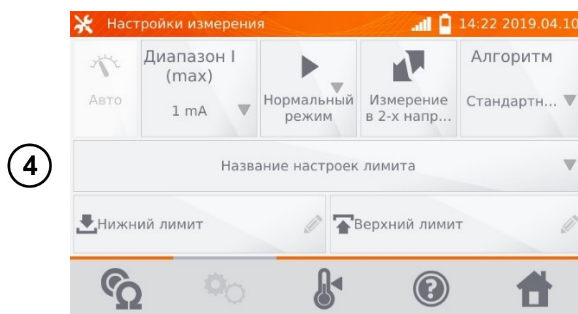 Настройки измерения 14:22 2019.04.10
Диапазон I
(max)
Алгоритм
Авто
1 mA
Нормальный
режим
Измерение
в 2-х напр...
Стандартн...
4
Название настроек лимита
Нижний лимит
Верхний лимит